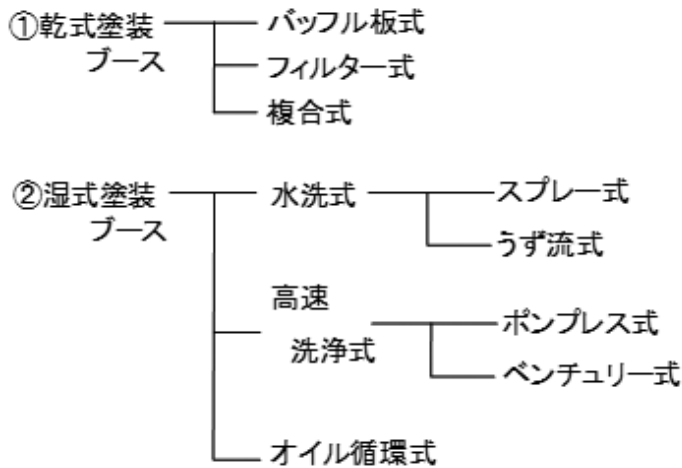 ①乾式塗装
ブース
バッフル板式
フィルター式
複合式
②湿式塗装
ブース
水洗式
スプレー式
うず流式
高速
洗浄式
ポンプレス式
ベンチュリー式
オイル循環式